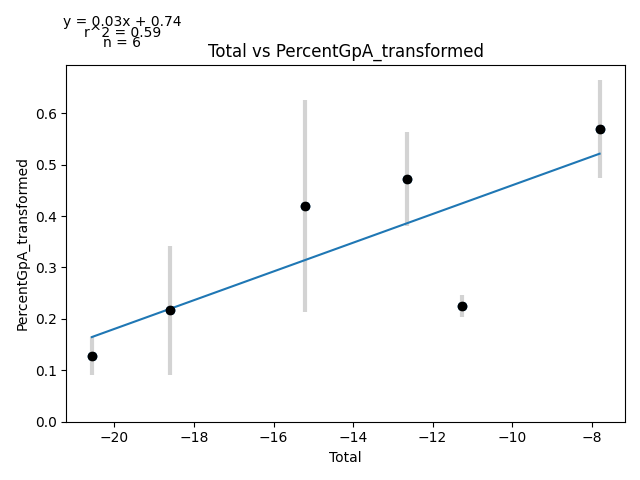 y = 0.03x + 0.74
r^2 = 0.59
n = 6
Total vs PercentGpA_transformed
PercentGpA_transformed
0.6
0.5
0.4
0.3
0.2
0.1
0.0
−20
−18
−16
−14
−12
−10
−8
Total